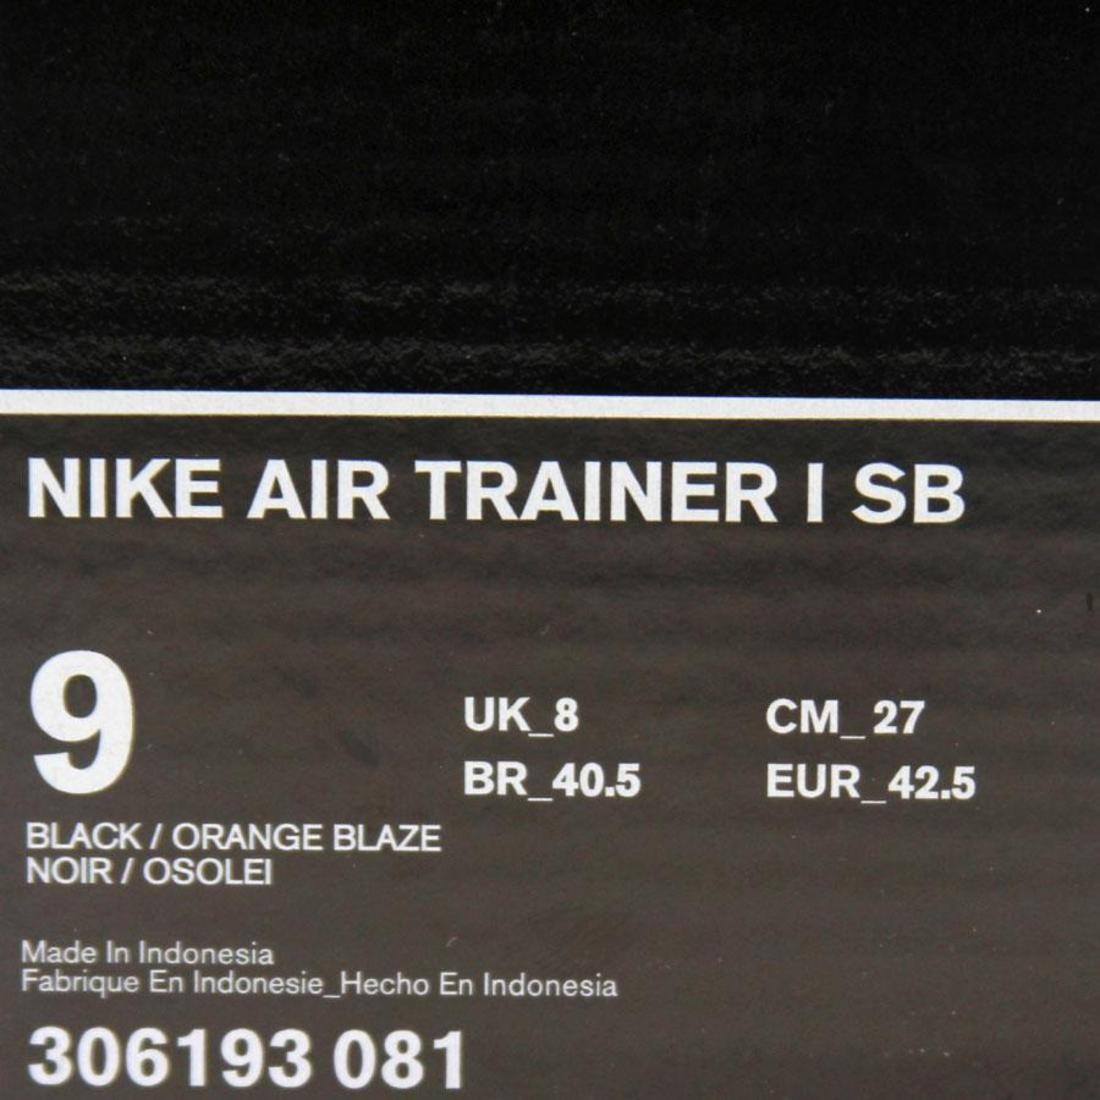 NIKE AIR TRAINER I SB
9
UK_8
CM_27
BR_40.5
EUR_42.5
BLACK / ORANGE BLAZE
NOIR / OSOLEI
Made In Indonesia
Fabrique En Indonesie_Hecho En Indonesia
306193 081